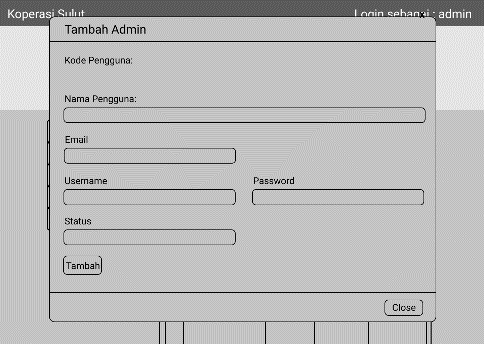 Koperasi Sulut
Login sebagai : admin
Tambah Admin
Kode Pengguna:
Nama Pengguna:
Email
Username
Password
Status
Tambah
Close